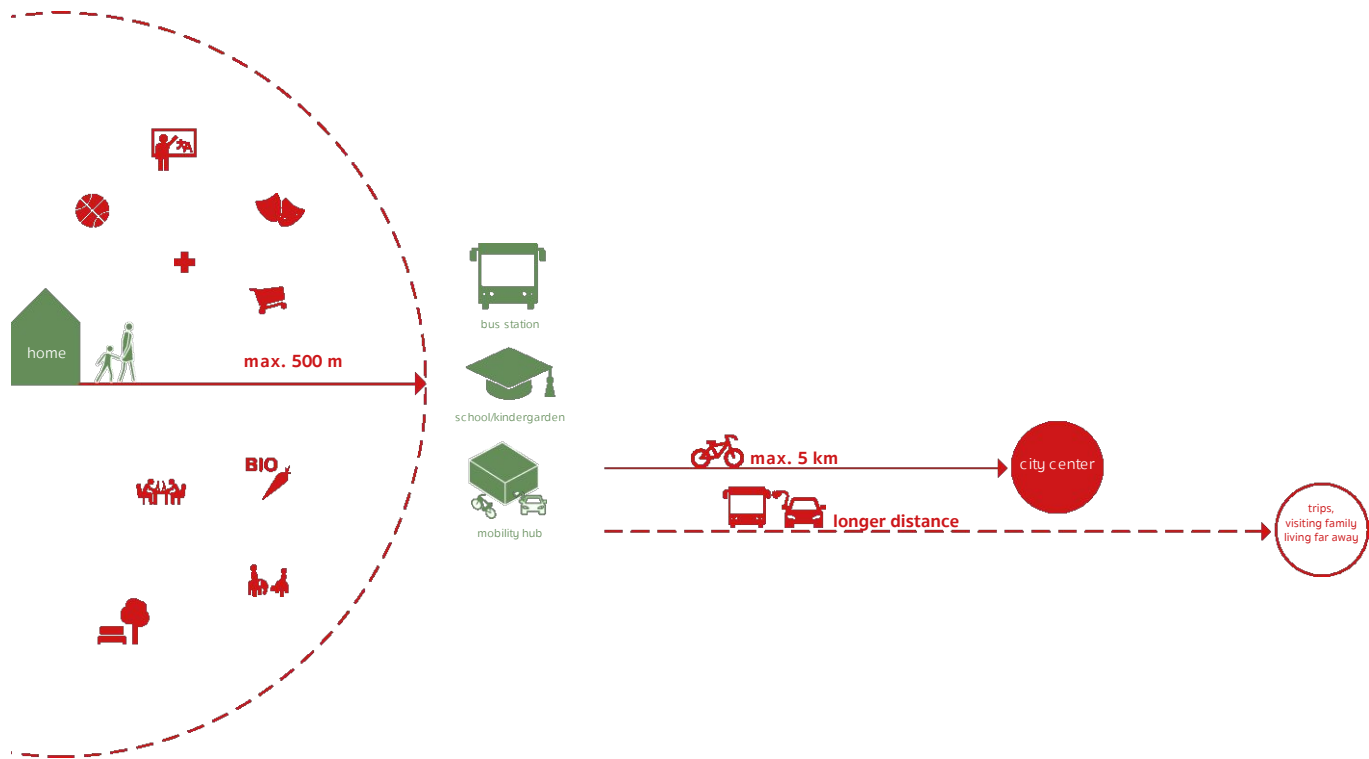 bus station
home
max. 500 m
school/kindergarden
max. 5 km
city center
BIO
longer distance
trips,
visiting family
living far away
mobility hub